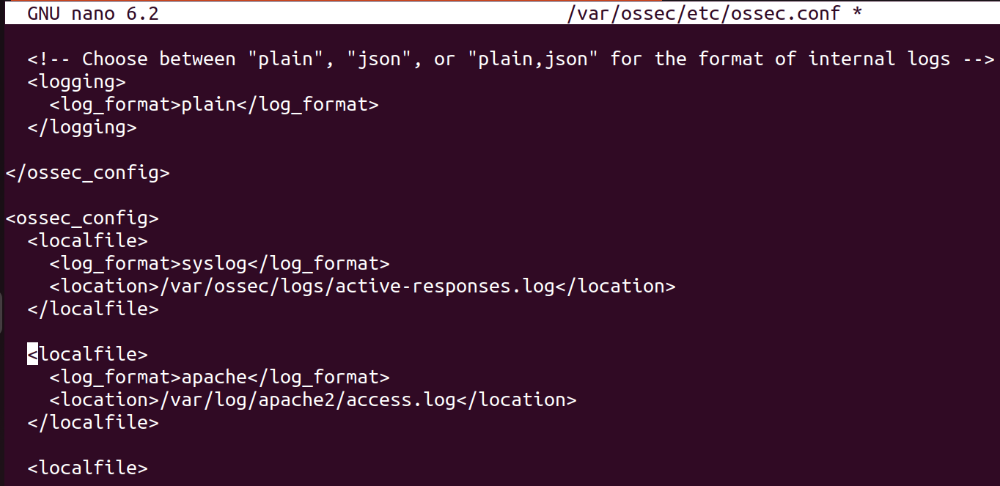 GNU nano 6.2 /var/ossec/etc/ossec.conf *
<!-- Choose between "plain", "json", or "plain,json" for the format of internal logs -->
<logging>
<log_format>plain</log_format>
</logging>
</ossec_config>
<ossec_config>
<localfile>
<log_format>syslog</log_format>
<location>/var/ossec/logs/active-responses.log</location>
</localfile>
<localfile>
<log_format>apache</log_format>
<location>/var/log/apache2/access.log</location>
</localfile>
<localfile>